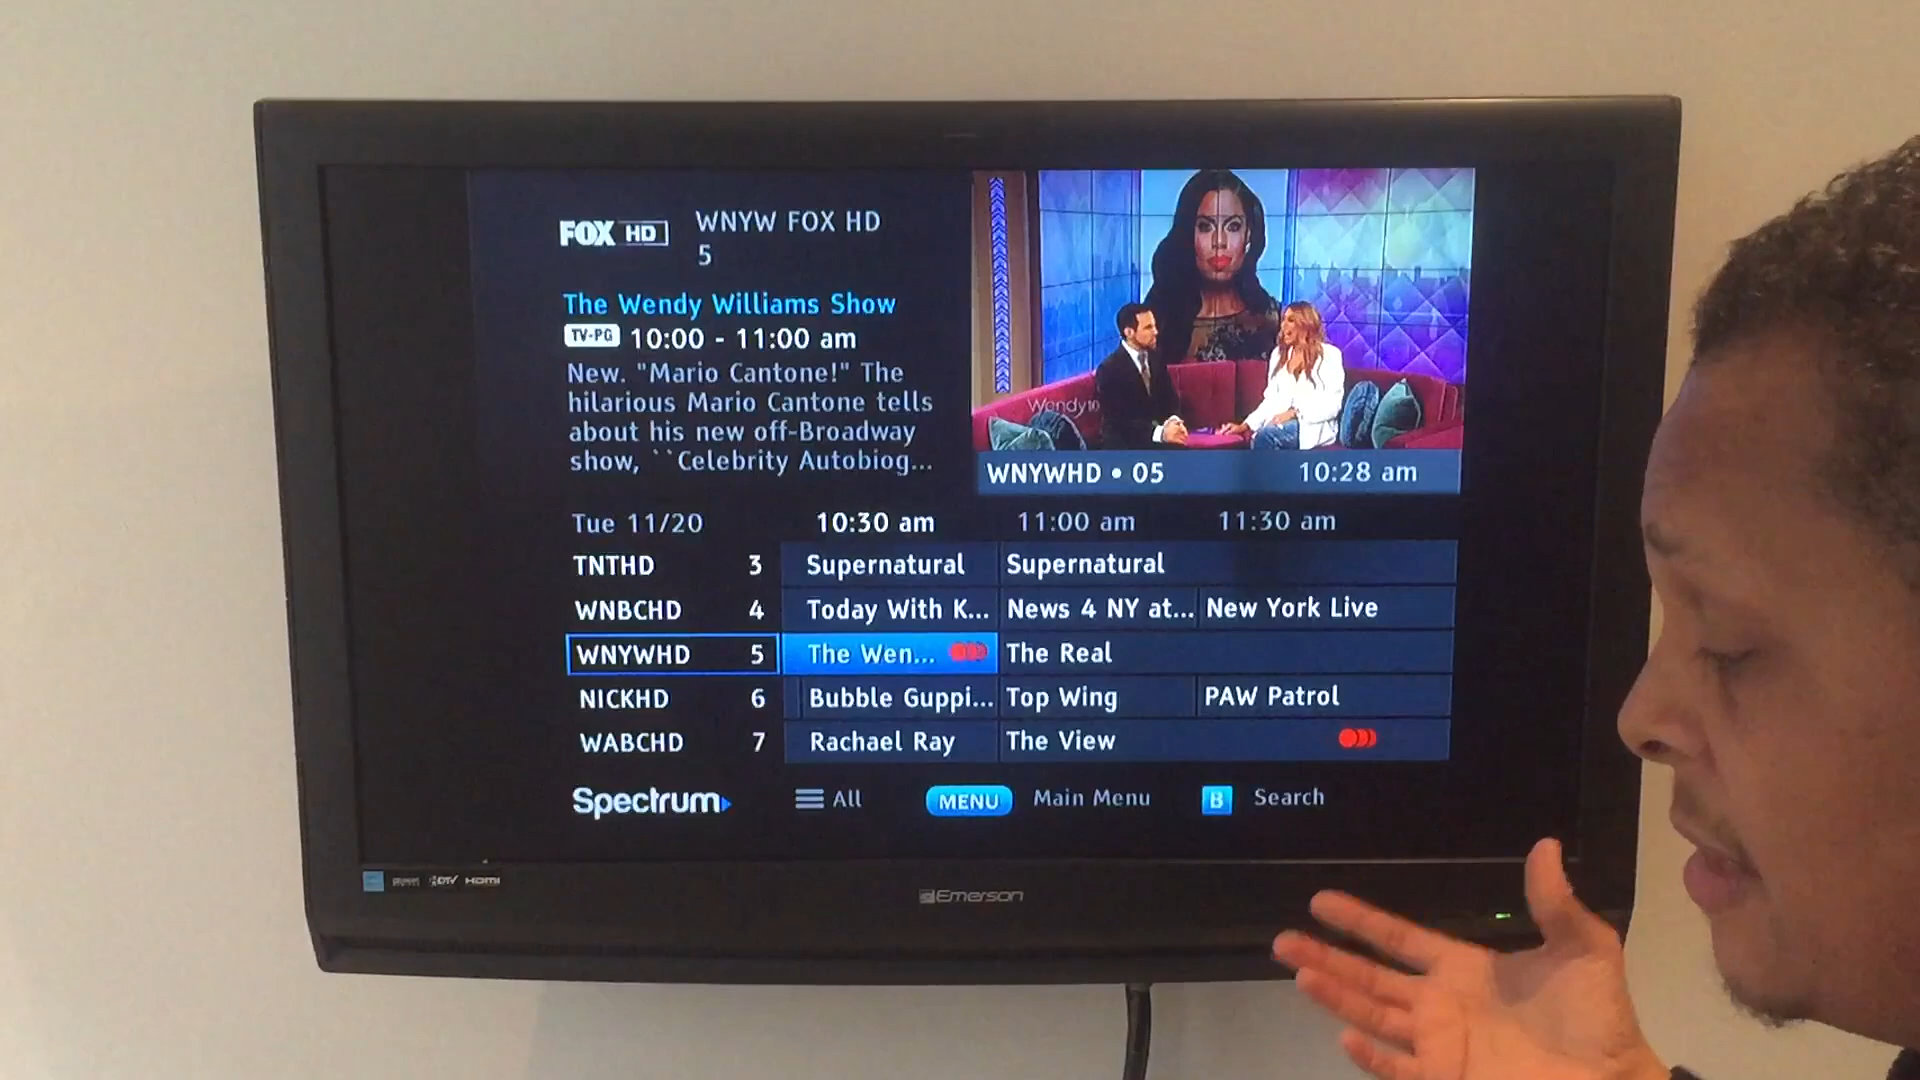 FOX HD
WNYW FOX HD
5
The Wendy Williams Show
TV-PG 10:00 - 11:00 am
New. "Mario Cantone!" The
hilarious Mario Cantone tells
about his new off-Broadway
show, ``Celebrity Autobiog...
Wendy10
WNYWHD • 05 10:28 am
Tue 11/20 10:30 am 11:00 am 11:30 am
TNTHD 3 Supernatural Supernatural
WNBCHD 4 Today With K... News 4 NY at... New York Live
WNYWHD 5 The Wen... The Real
NICKHD 6 Bubble Guppi... Top Wing PAW Patrol
WABCHD 7 Rachael Ray The View
Spectrum All MENU Main Menu B Search
HDTV HDMI
Emerson